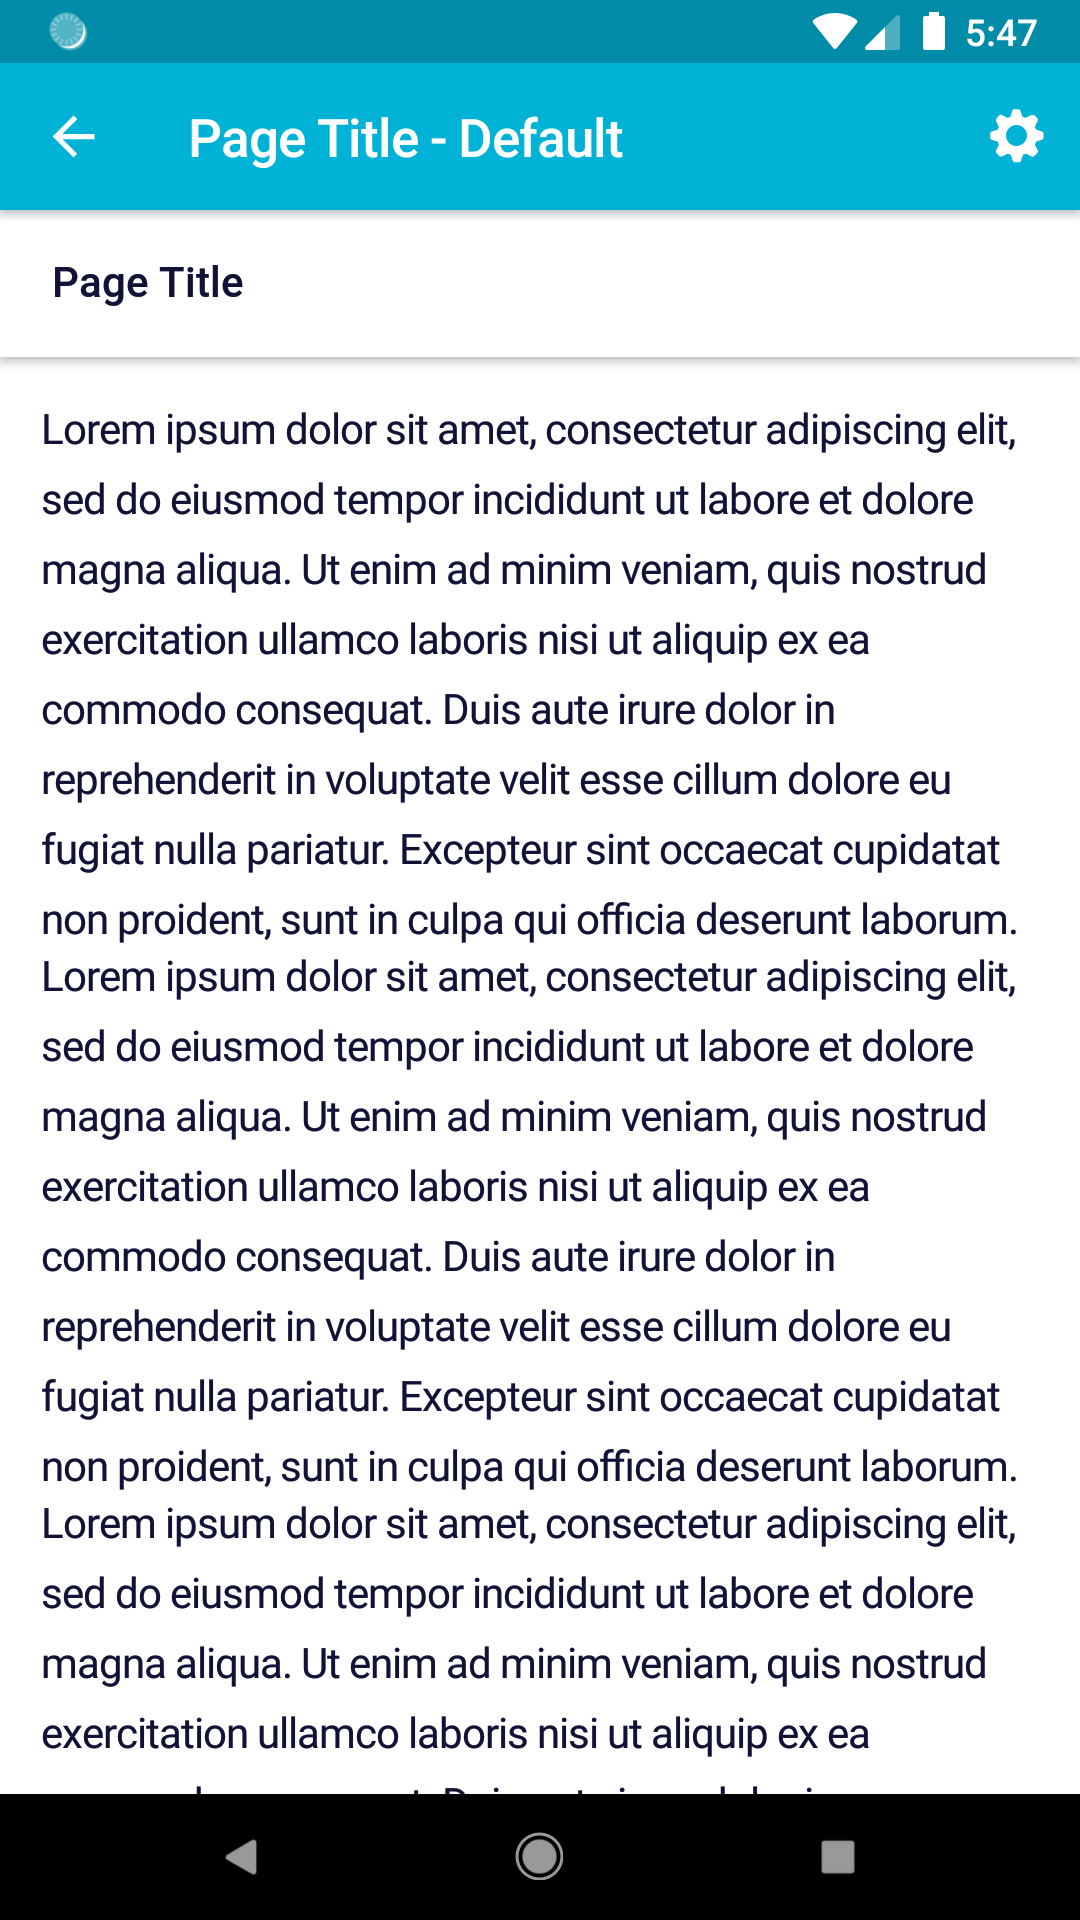 5:47
Page Title - Default
Page Title
Lorem ipsum dolor sit amet, consectetur adipiscing elit,
sed do eiusmod tempor incididunt ut labore et dolore
magna aliqua. Ut enim ad minim veniam, quis nostrud
exercitation ullamco laboris nisi ut aliquip ex ea
commodo consequat. Duis aute irure dolor in
reprehenderit in voluptate velit esse cillum dolore eu
fugiat nulla pariatur. Excepteur sint occaecat cupidatat
non proident, sunt in culpa qui officia deserunt laborum.
Lorem ipsum dolor sit amet, consectetur adipiscing elit,
sed do eiusmod tempor incididunt ut labore et dolore
magna aliqua. Ut enim ad minim veniam, quis nostrud
exercitation ullamco laboris nisi ut aliquip ex ea
commodo consequat. Duis aute irure dolor in
reprehenderit in voluptate velit esse cillum dolore eu
fugiat nulla pariatur. Excepteur sint occaecat cupidatat
non proident, sunt in culpa qui officia deserunt laborum.
Lorem ipsum dolor sit amet, consectetur adipiscing elit,
sed do eiusmod tempor incididunt ut labore et dolore
magna aliqua. Ut enim ad minim veniam, quis nostrud
exercitation ullamco laboris nisi ut aliquip ex ea